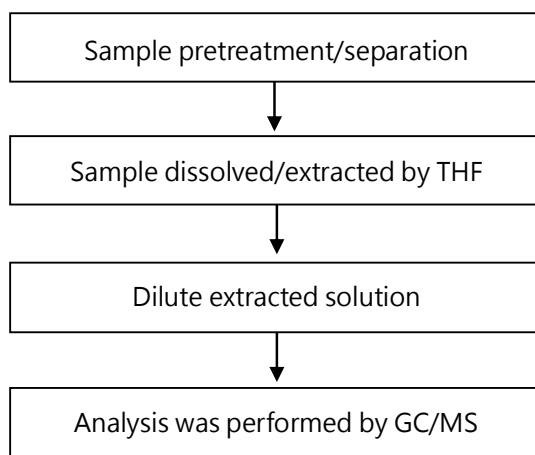 Sample pretreatment/separation
Sample dissolved/extracted by THF
Dilute extracted solution
Analysis was performed by GC/MS